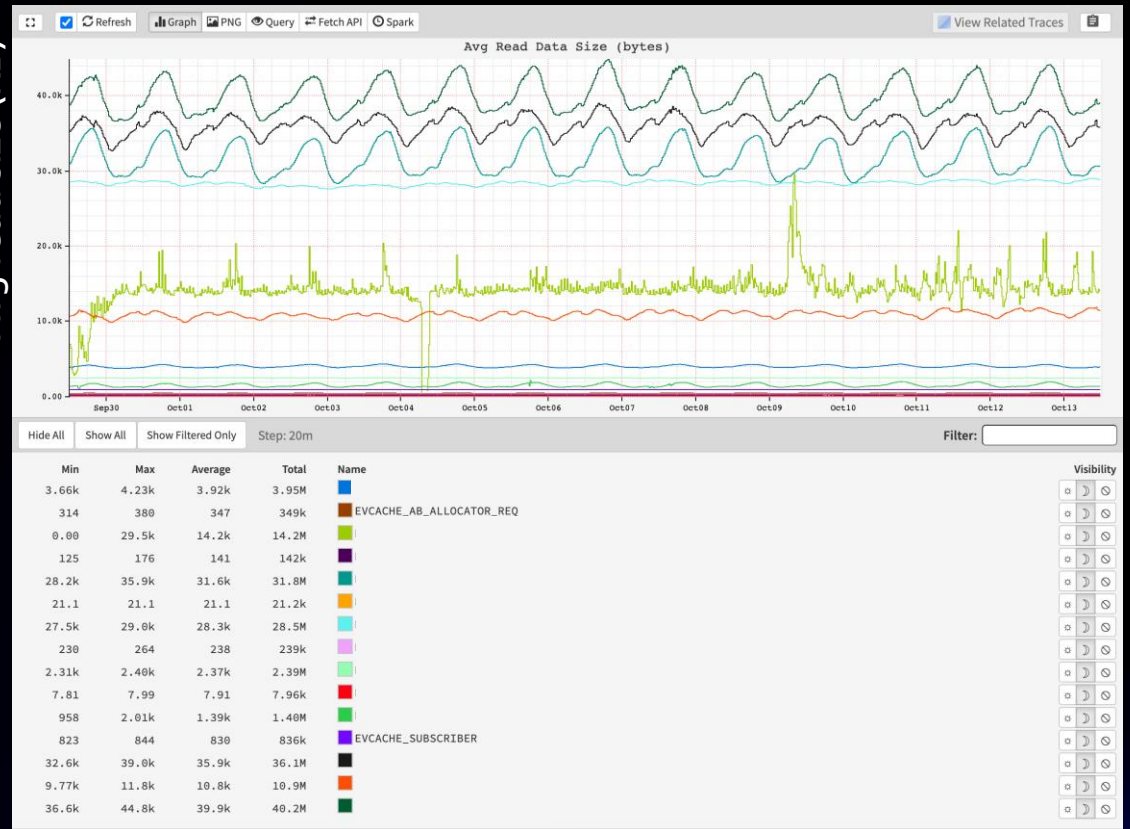 Refresh Graph PNG Query Fetch API Spark View Related Traces
Avg Read Data Size (bytes)
40.0k
30.0k
20.0k
10.0k
0.00
Sep30 Oct01 Oct02 Oct03 Oct04 Oct05 Oct06 Oct07 Oct08 Oct09 Oct10 Oct11 Oct12 Oct13
Hide All Show All Show Filtered Only Step: 20m Filter:
Min Max Average Total Name Visibility
3.66k 4.23k 3.92k 3.95M
314 380 347 349k EVCACHE_AB_ALLOCATOR_REQ
0.00 29.5k 14.2k 14.2M
125 176 141 142k
28.2k 35.9k 31.6k 31.8M
21.1 21.1 21.1 21.2k
27.5k 29.0k 28.3k 28.5M
230 264 238 239k
2.31k 2.40k 2.37k 2.39M
7.81 7.99 7.91 7.96k
958 2.01k 1.39k 1.40M
823 844 830 836k EVCACHE_SUBSCRIBER
32.6k 39.0k 35.9k 36.1M
9.77k 11.8k 10.8k 10.9M
36.6k 44.8k 39.9k 40.2M